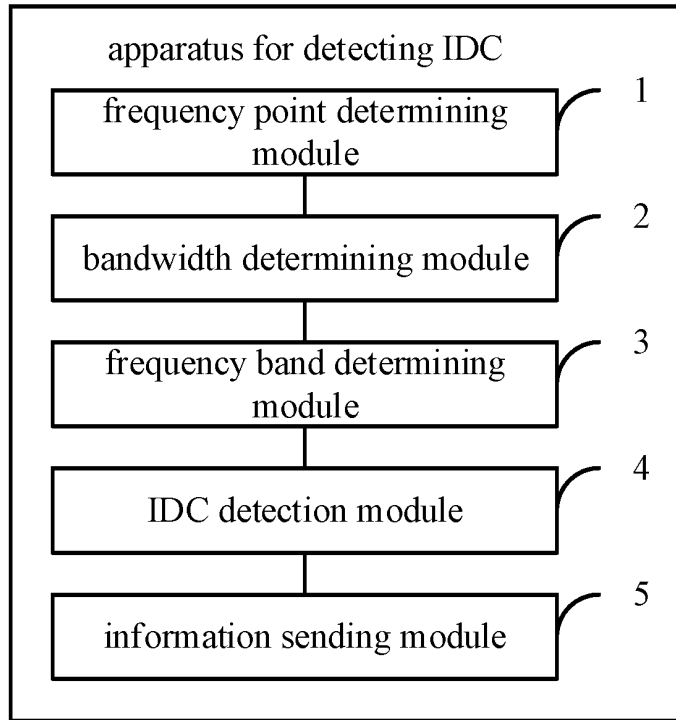 apparatus for detecting IDC
frequency point determining
module
1
bandwidth determining module
2
frequency band determining
module
3
IDC detection module
4
information sending module
5